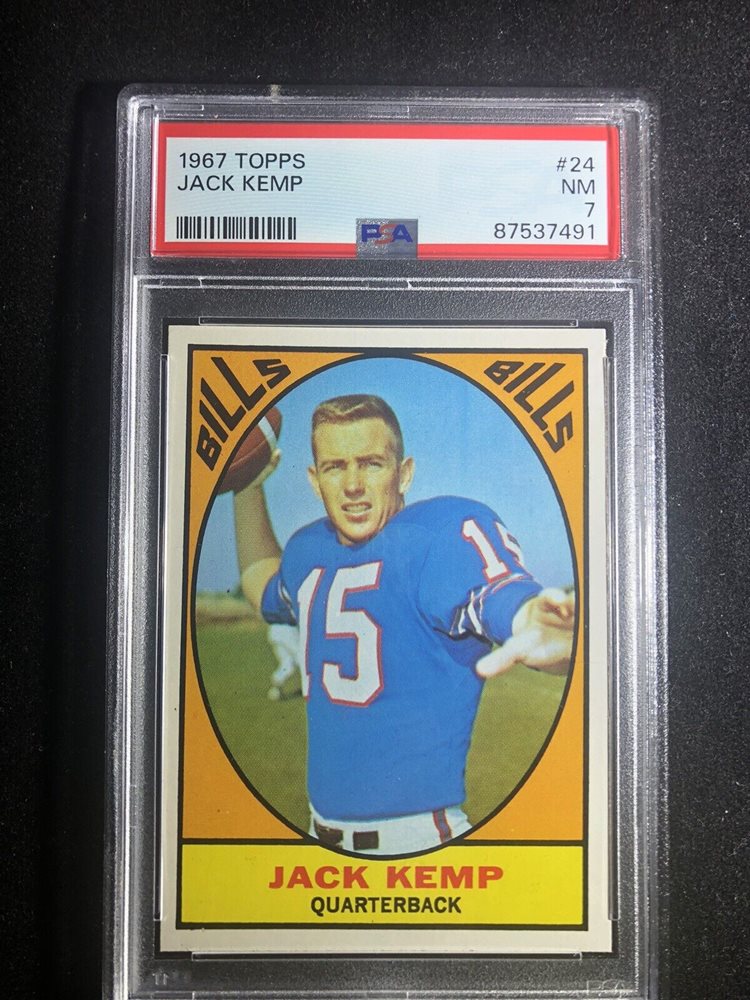 1967 TOPPS #24
JACK KEMP NM
7
PSA 87537491
BILLS BILLS
15 15
JACK KEMP
QUARTERBACK